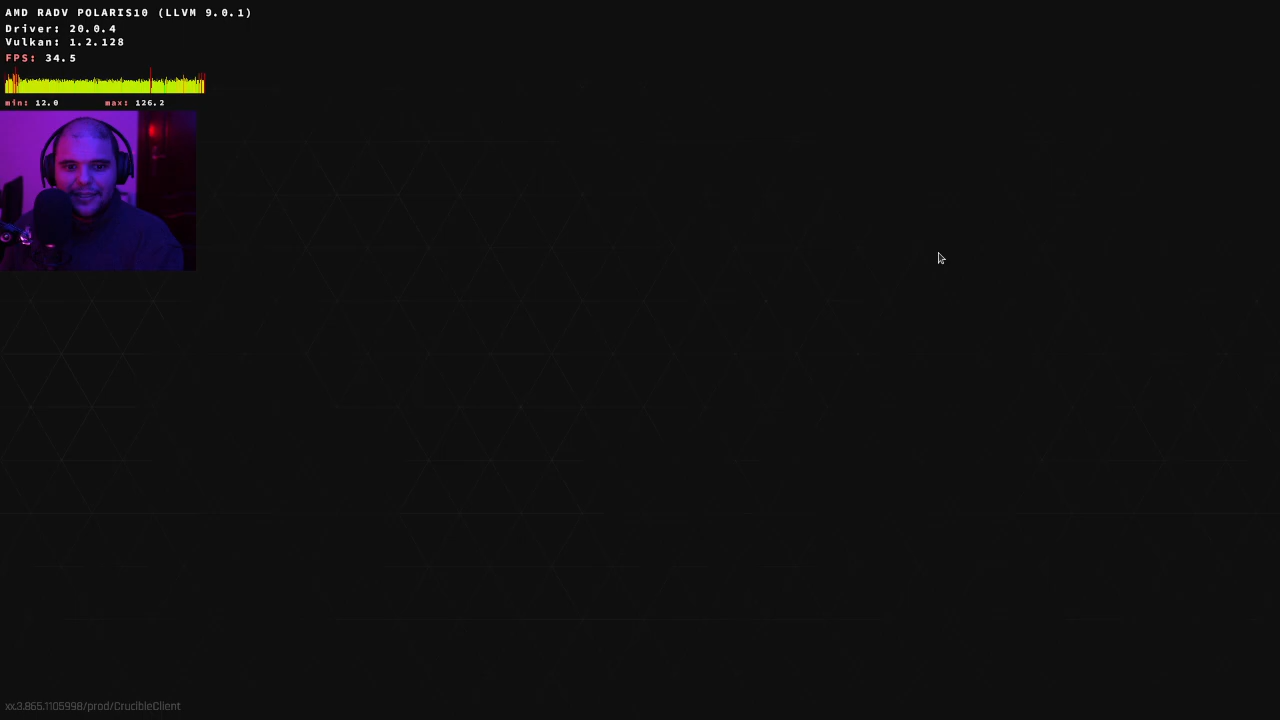 AMD RADV POLARIS10 (LLVM 9.0.1)
Driver: 20.0.4
Vulkan: 1.2.128
FPS: 34.5
min: 12.0 max: 126.2
xx.3.865.1105998/prod/CrucibleClient